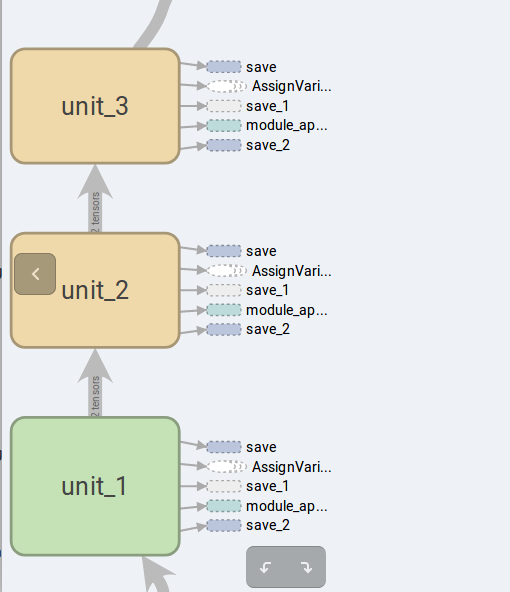 unit_3
save
AssignVari...
save_1
module_ap...
save_2
2 tensors
unit_2
save
AssignVari...
save_1
module_ap...
save_2
2 tensors
unit_1
save
AssignVari...
save_1
module_ap...
save_2